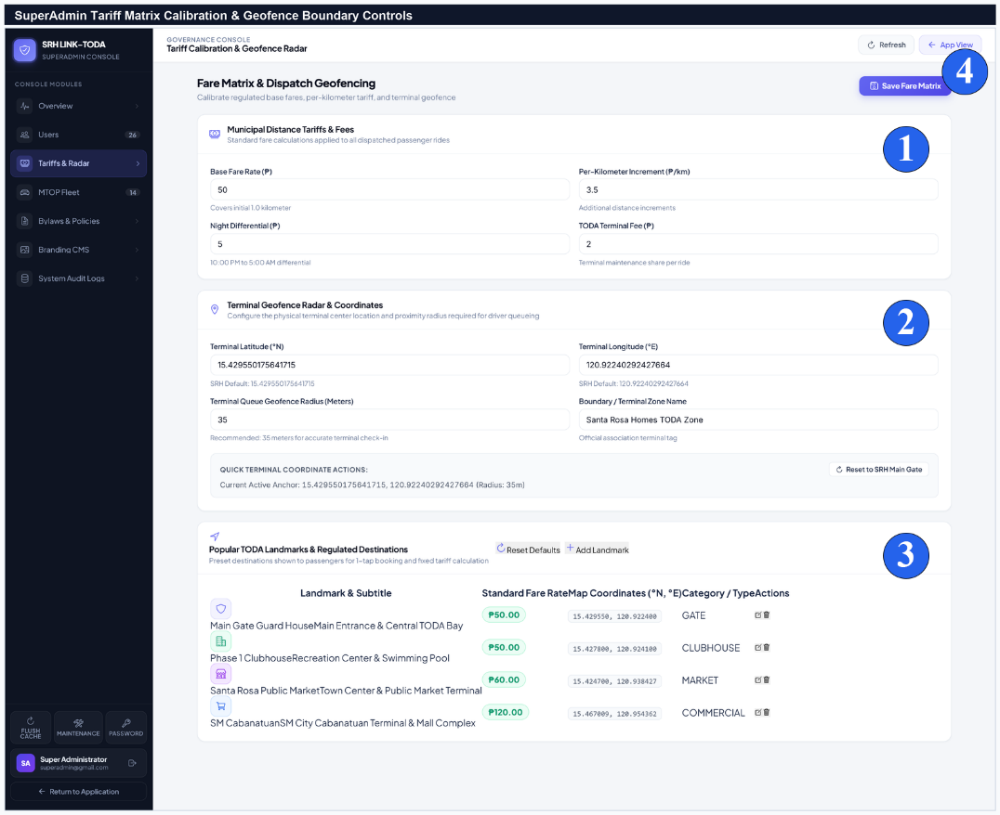 SuperAdmin Tariff Matrix Calibration & Geofence Boundary Controls
SRH LINK-TODA
SUPERADMIN CONSOLE
CONSOLE MODULES
Overview
Users 26
Tariffs & Radar
MTOP Fleet 14
Bylaws & Policies
Branding CMS
System Audit Logs
FLUSH CACHE
MAINTENANCE
PASSWORD
SA
Super Administrator
superadmin@gmail.com
← Return to Application
GOVERNANCE CONSOLE
Tariff Calibration & Geofence Radar
Refresh
← App View
4
Fare Matrix & Dispatch Geofencing
Calibrate regulated base fares, per-kilometer tariff, and terminal geofence
Save Fare Matrix
Municipal Distance Tariffs & Fees
Standard fare calculations applied to all dispatched passenger rides
1
Base Fare Rate (₱)
50
Covers initial 1.0 kilometer
Per-Kilometer Increment (₱/km)
3.5
Additional distance increments
Night Differential (₱)
5
10:00 PM to 5:00 AM differential
TODA Terminal Fee (₱)
2
Terminal maintenance share per ride
Terminal Geofence Radar & Coordinates
Configure the physical terminal center location and proximity radius required for driver queueing
2
Terminal Latitude (°N)
15.429550175641715
SRH Default: 15.429550175641715
Terminal Longitude (°E)
120.92240292427664
SRH Default: 120.92240292427664
Terminal Queue Geofence Radius (Meters)
35
Recommended: 35 meters for accurate terminal check-in
Boundary / Terminal Zone Name
Santa Rosa Homes TODA Zone
Official association terminal tag
QUICK TERMINAL COORDINATE ACTIONS:
Current Active Anchor: 15.429550175641715, 120.92240292427664 (Radius: 35m)
Reset to SRH Main Gate
Popular TODA Landmarks & Regulated Destinations
Preset destinations shown to passengers for 1-tap booking and fixed tariff calculation
Reset Defaults
Add Landmark
3
Landmark & Subtitle Standard Fare RateMap Coordinates (°N, °E)Category / TypeActions
Main Gate Guard HouseMain Entrance & Central TODA Bay ₱50.00 15.429550, 120.922400 GATE
Phase 1 ClubhouseRecreation Center & Swimming Pool ₱50.00 15.427800, 120.924100 CLUBHOUSE
Santa Rosa Public MarketTown Center & Public Market Terminal ₱60.00 15.424700, 120.938427 MARKET
SM CabanatuanSM City Cabanatuan Terminal & Mall Complex ₱120.00 15.467009, 120.954362 COMMERCIAL